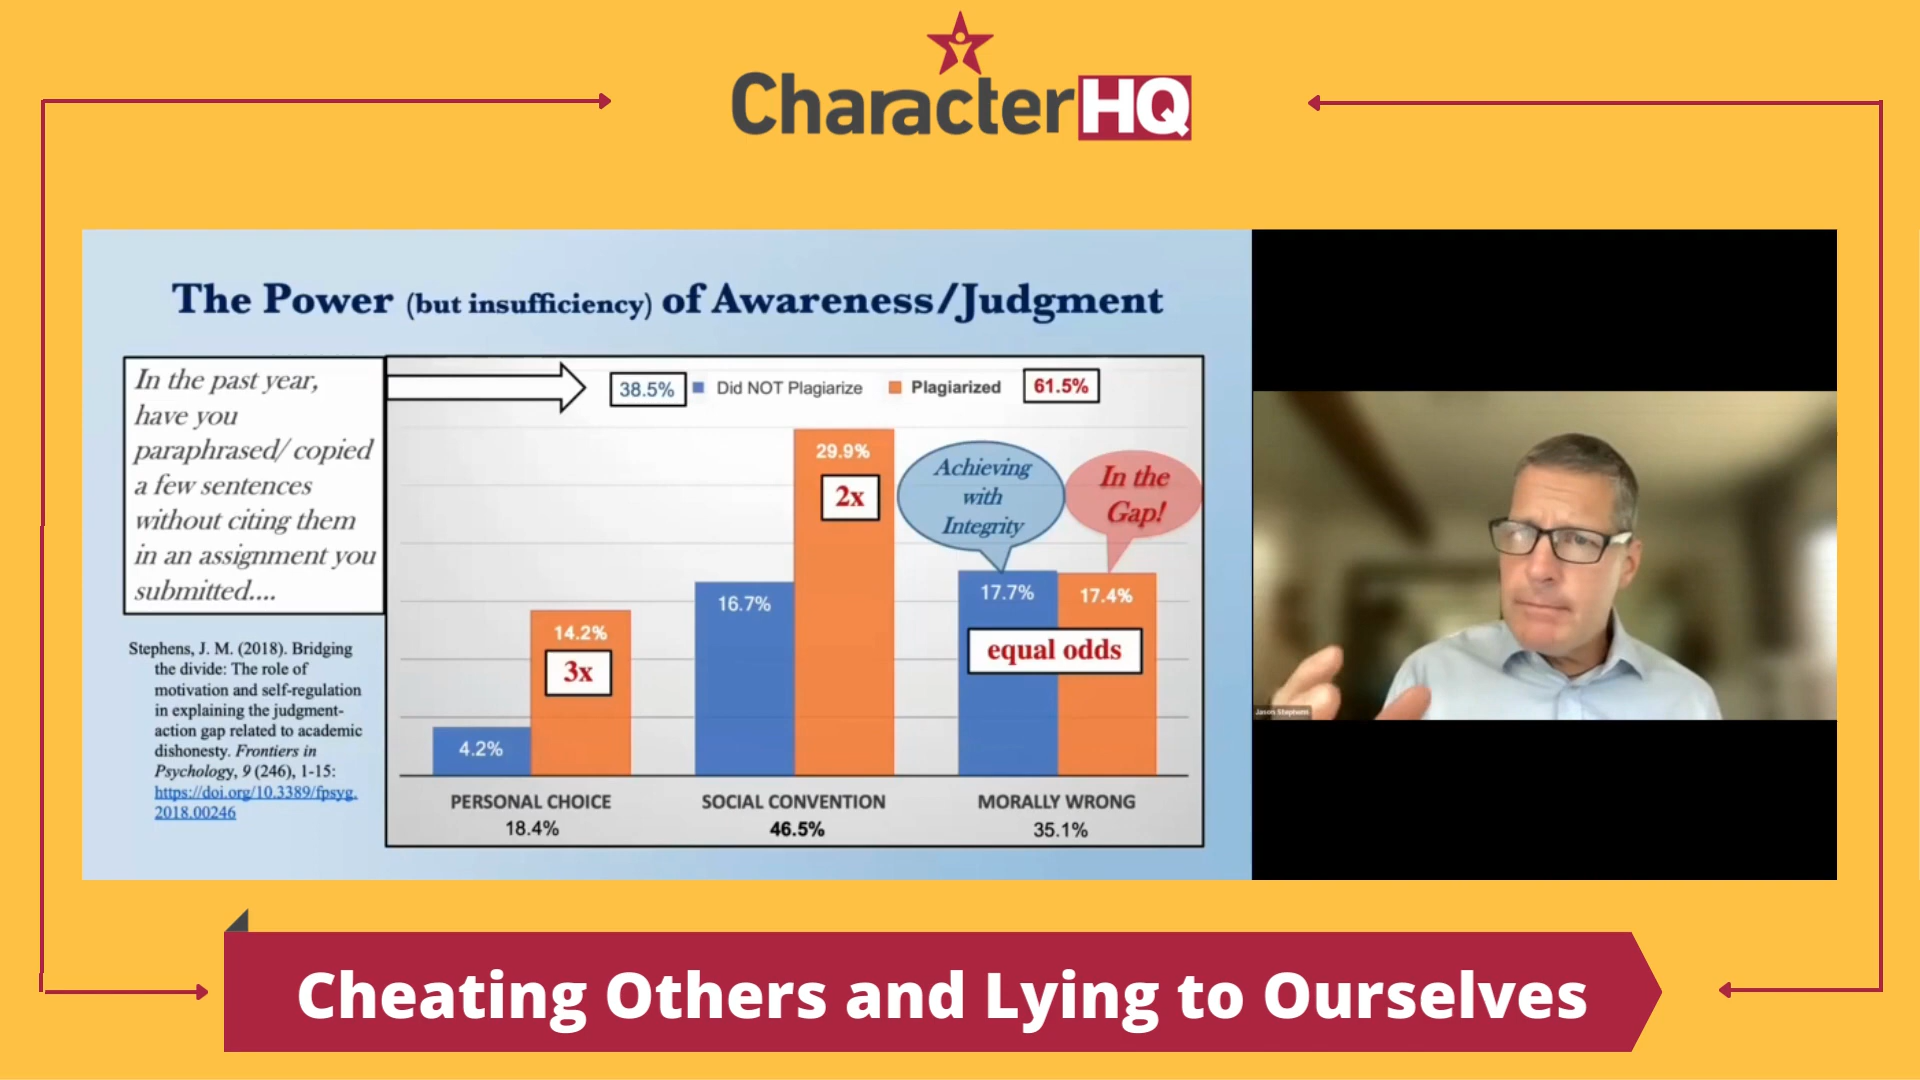 CharacterHQ
The Power (but insufficiency) of Awareness/Judgment
In the past year,
have you
paraphrased/ copied
a few sentences
without citing them
in an assignment you
submitted....
Stephens, J. M. (2018). Bridging
the divide: The role of
motivation and self-regulation
in explaining the judgment-
action gap related to academic
dishonesty. Frontiers in
Psychology, 9 (246), 1-15:
https://doi.org/10.3389/fpsyg.
2018.00246
38.5% Did NOT Plagiarize Plagiarized 61.5%
29.9%
2x
Achieving
with
Integrity
In the
Gap!
14.2%
3x
4.2%
16.7%
17.7% 17.4%
equal odds
PERSONAL CHOICE SOCIAL CONVENTION MORALLY WRONG
18.4% 46.5% 35.1%
Jason Stephens
Cheating Others and Lying to Ourselves